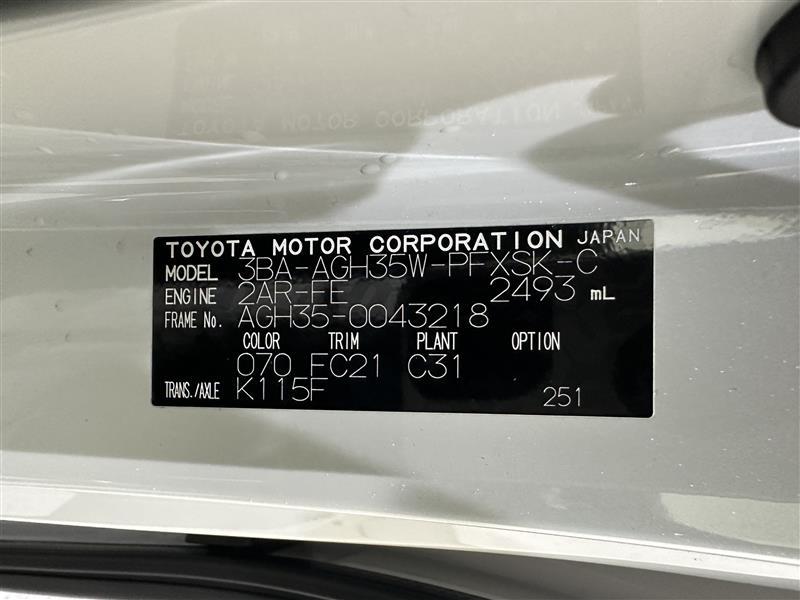 TOYOTA MOTOR CORPORATION JAPAN
MODEL 3BA-AGH35W-PFXSK-C
ENGINE 2AR-FE 2493 mL
FRAME No. AGH35-0043218
COLOR TRIM PLANT OPTION
070 FC21 C31
TRANS./AXLE K115F 251